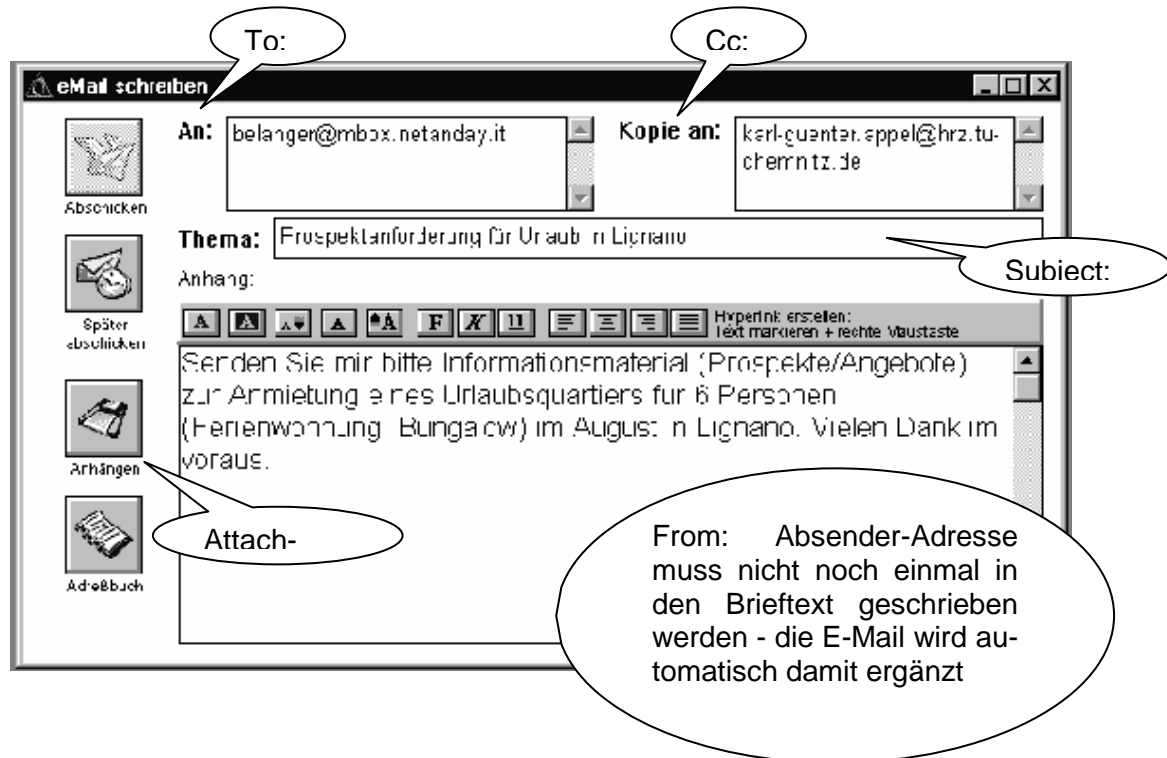 To:
Cc:
eMail schreiben
An:
belanger@mbox.netanday.it
Kopie an:
karl-guenter.appel@hrz.tu-
chemnitz.de
Abschicken
Thema:
Prospektanforderung für Urlaub in Lignano
Subject:
Anhang:
Später
abschicken
Hyperlink erstellen:
Text markieren + rechte Maustaste
Senden Sie mir bitte Informationsmaterial (Prospekte/Angebote)
zur Anmietung eines Urlaubsquartiers für 6 Personen
(Ferienwohnung Bungalow) im August in Lignano. Vielen Dank im
voraus.
Anhängen
Attach-
Adreßbuch
From: Absender-Adresse
muss nicht noch einmal in
den Brieftext geschrieben
werden - die E-Mail wird au-
tomatisch damit ergänzt